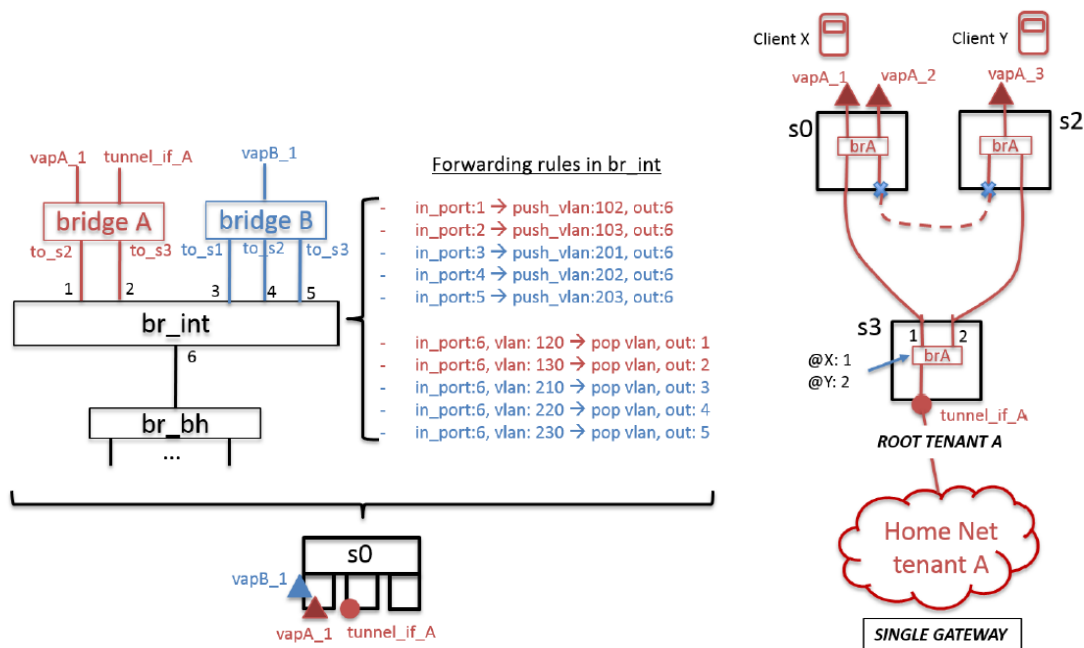 vapA_1
tunnel_if_A
vapB_1
bridge A
bridge B
to_s2
to_s3
to_s1
to_s2
to_s3
1
2
3
4
5
br_int
6
br_bh
...
Forwarding rules in br_int
- in_port:1 → push_vlan:102, out:6
- in_port:2 → push_vlan:103, out:6
- in_port:3 → push_vlan:201, out:6
- in_port:4 → push_vlan:202, out:6
- in_port:5 → push_vlan:203, out:6
- in_port:6, vlan: 120 → pop vlan, out: 1
- in_port:6, vlan: 130 → pop vlan, out: 2
- in_port:6, vlan: 210 → pop vlan, out: 3
- in_port:6, vlan: 220 → pop vlan, out: 4
- in_port:6, vlan: 230 → pop vlan, out: 5
s0
vapB_1
vapA_1
tunnel_if_A
Client X
Client Y
vapA_1
vapA_2
vapA_3
s0
s2
brA
brA
s3
1
2
brA
@X: 1
@Y: 2
tunnel_if_A
ROOT TENANT A
Home Net
tenant A
SINGLE GATEWAY